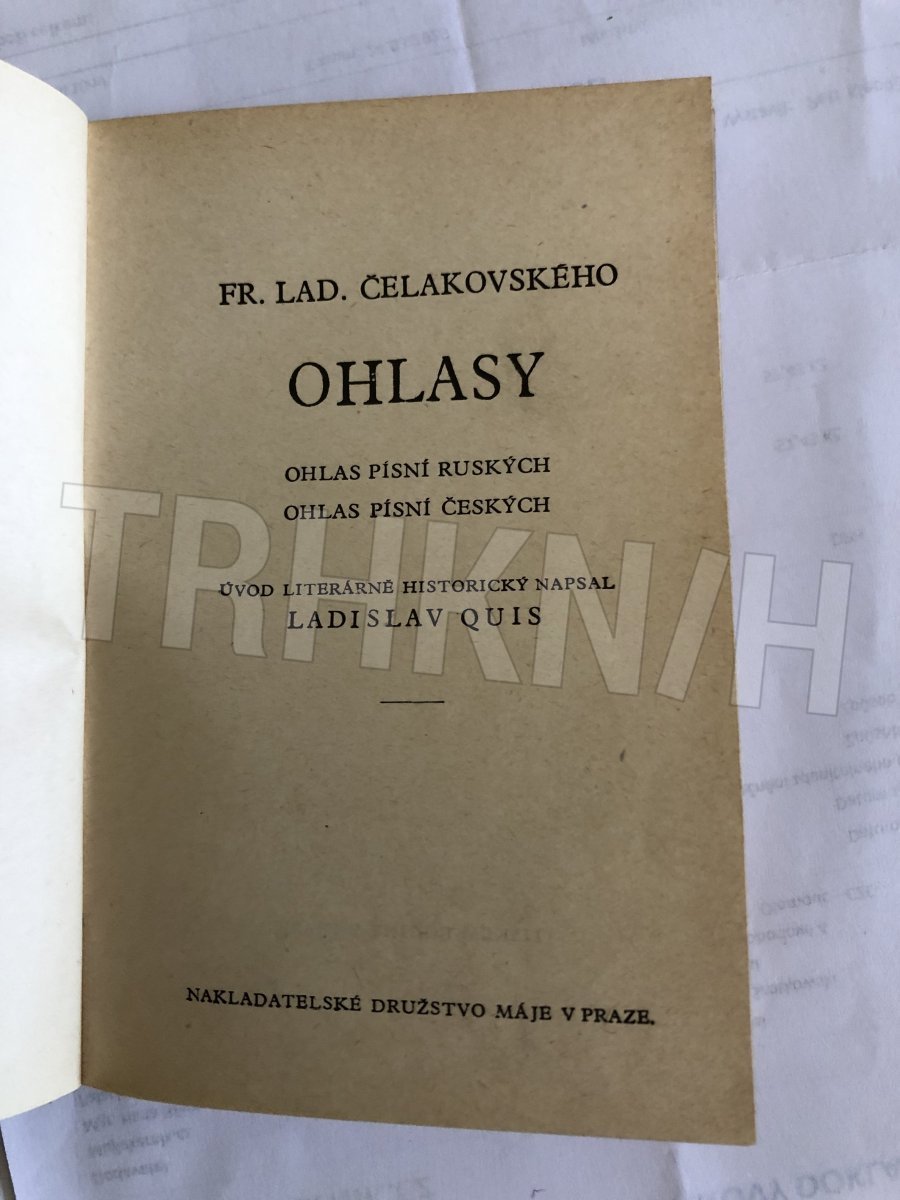 FR. LAD. ČELAKOVSKÉHO
OHLASY
OHLAS PÍSNÍ RUSKÝCH
OHLAS PÍSNÍ ČESKÝCH
ÚVOD LITERÁRNĚ HISTORICKÝ NAPSAL
LADISLAV QUIS
NAKLADATELSKÉ DRUŽSTVO MÁJE V PRAZE.
TRHKNIH